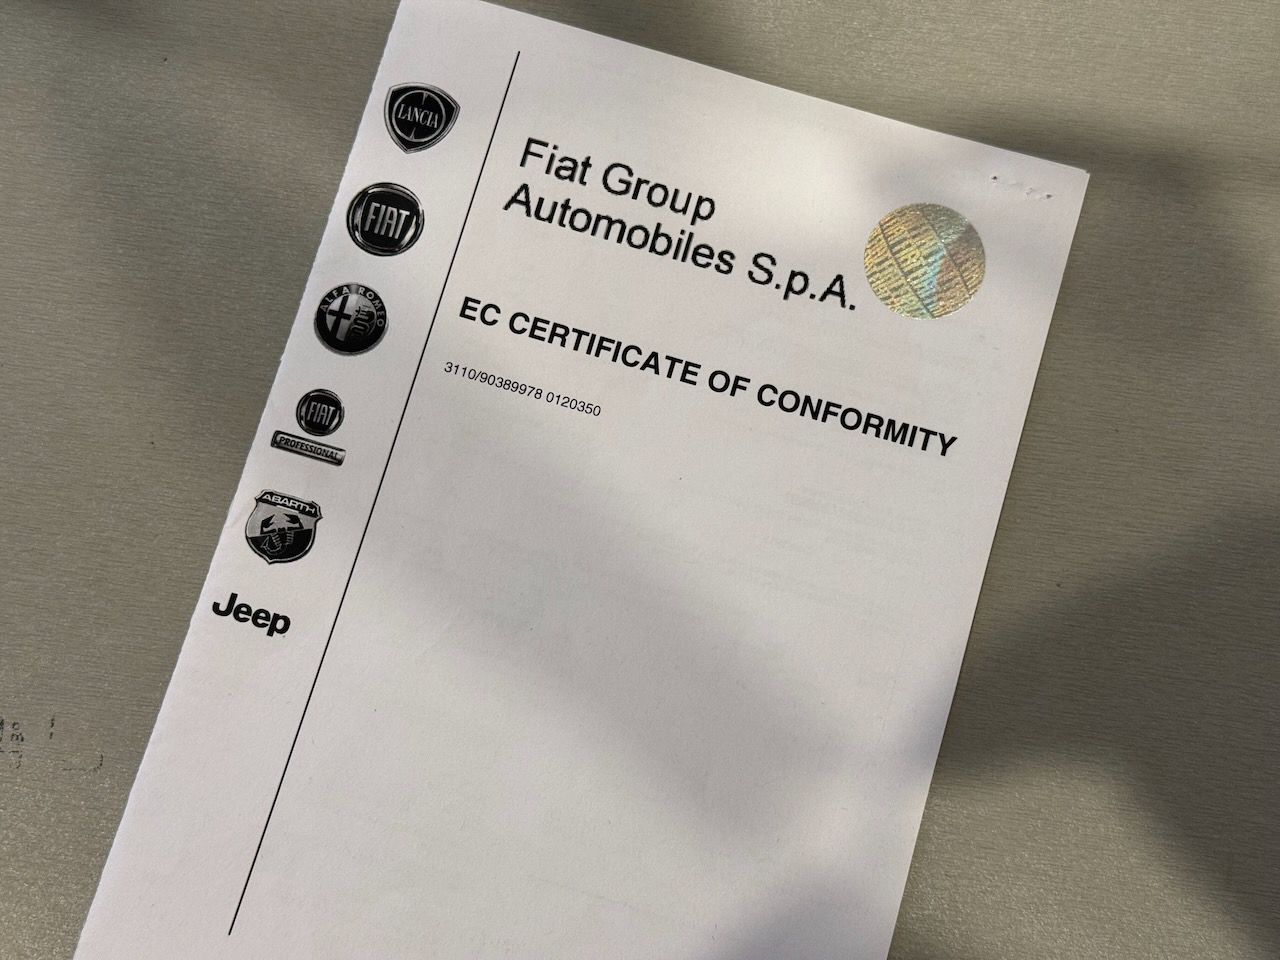 LANCIA
FIAT
ALFA ROMEO
FIAT
PROFESSIONAL
ABARTH
Jeep
Fiat Group
Automobiles S.p.A.
EC CERTIFICATE OF CONFORMITY
3110/90389978 0120350